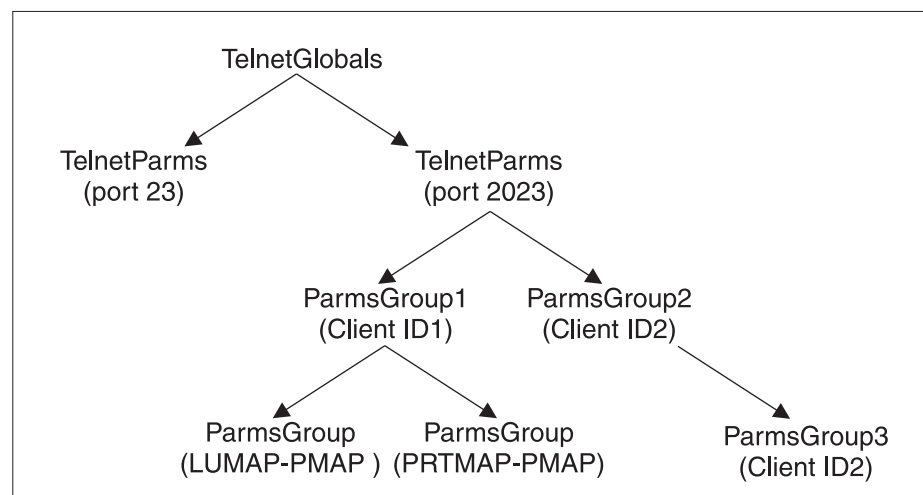 TelnetGlobals
TelnetParms
(port 23)
TelnetParms
(port 2023)
ParmsGroup1
(Client ID1)
ParmsGroup2
(Client ID2)
ParmsGroup
(LUMAP-PMAP )
ParmsGroup
(PRTMAP-PMAP)
ParmsGroup3
(Client ID2)